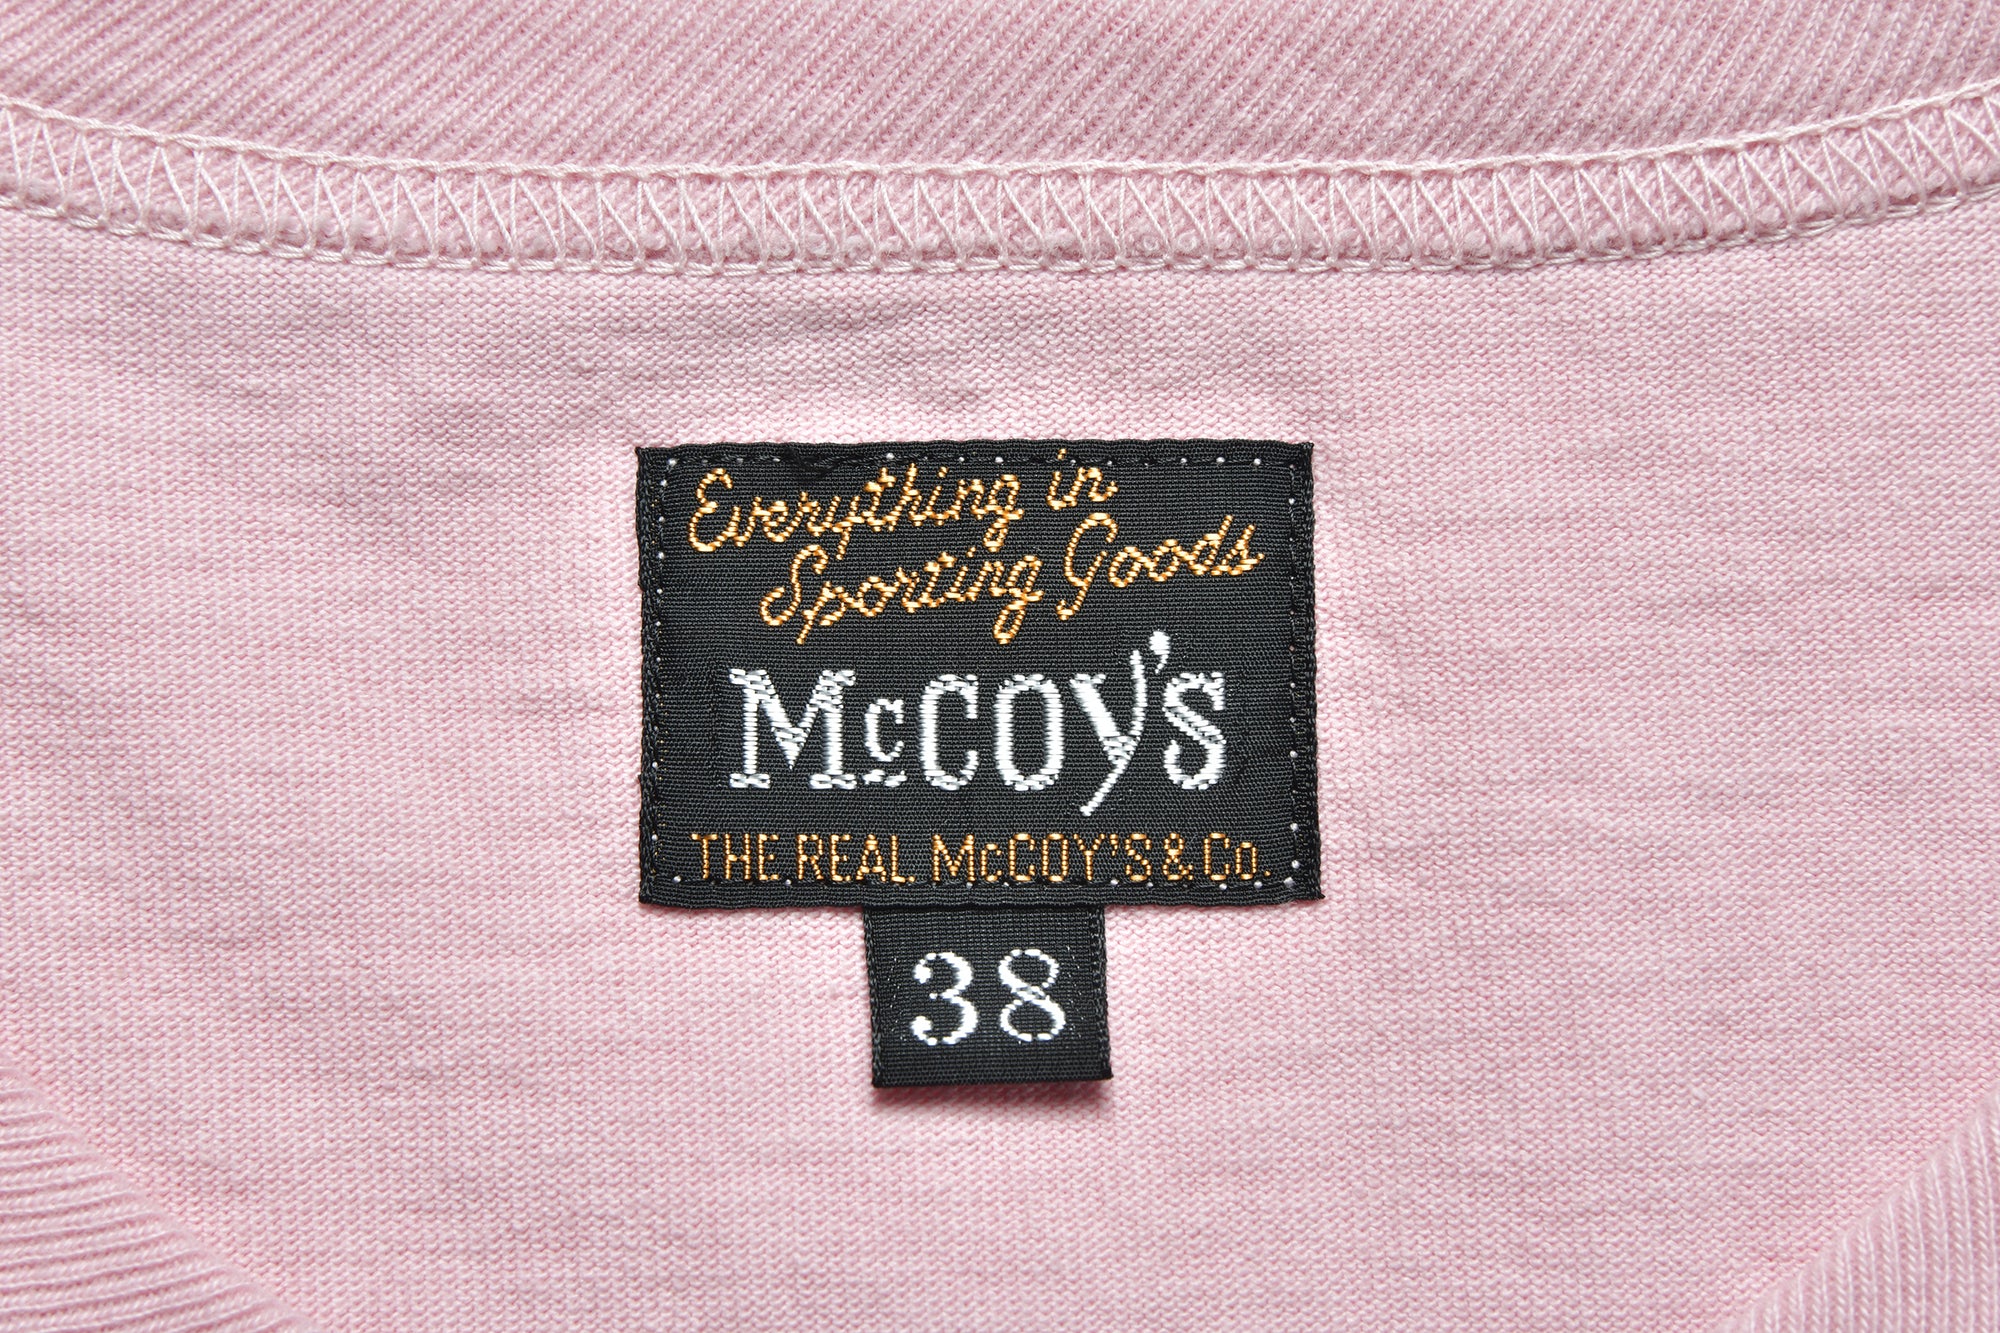 Everything in
Sporting Goods
McCOY'S
THE REAL McCOY'S & Co.
38